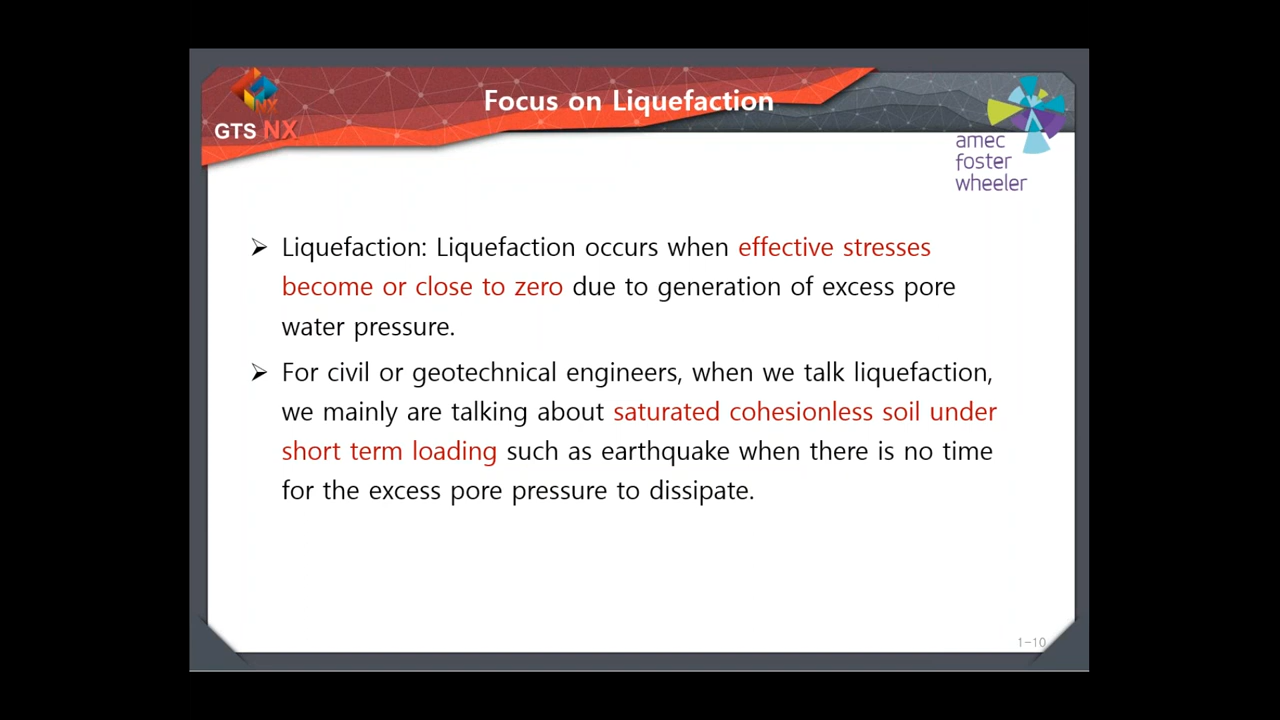 Focus on Liquefaction
NX
GTS NX
amec
foster
wheeler
➢ Liquefaction: Liquefaction occurs when effective stresses
become or close to zero due to generation of excess pore
water pressure.
➢ For civil or geotechnical engineers, when we talk liquefaction,
we mainly are talking about saturated cohesionless soil under
short term loading such as earthquake when there is no time
for the excess pore pressure to dissipate.
1-10